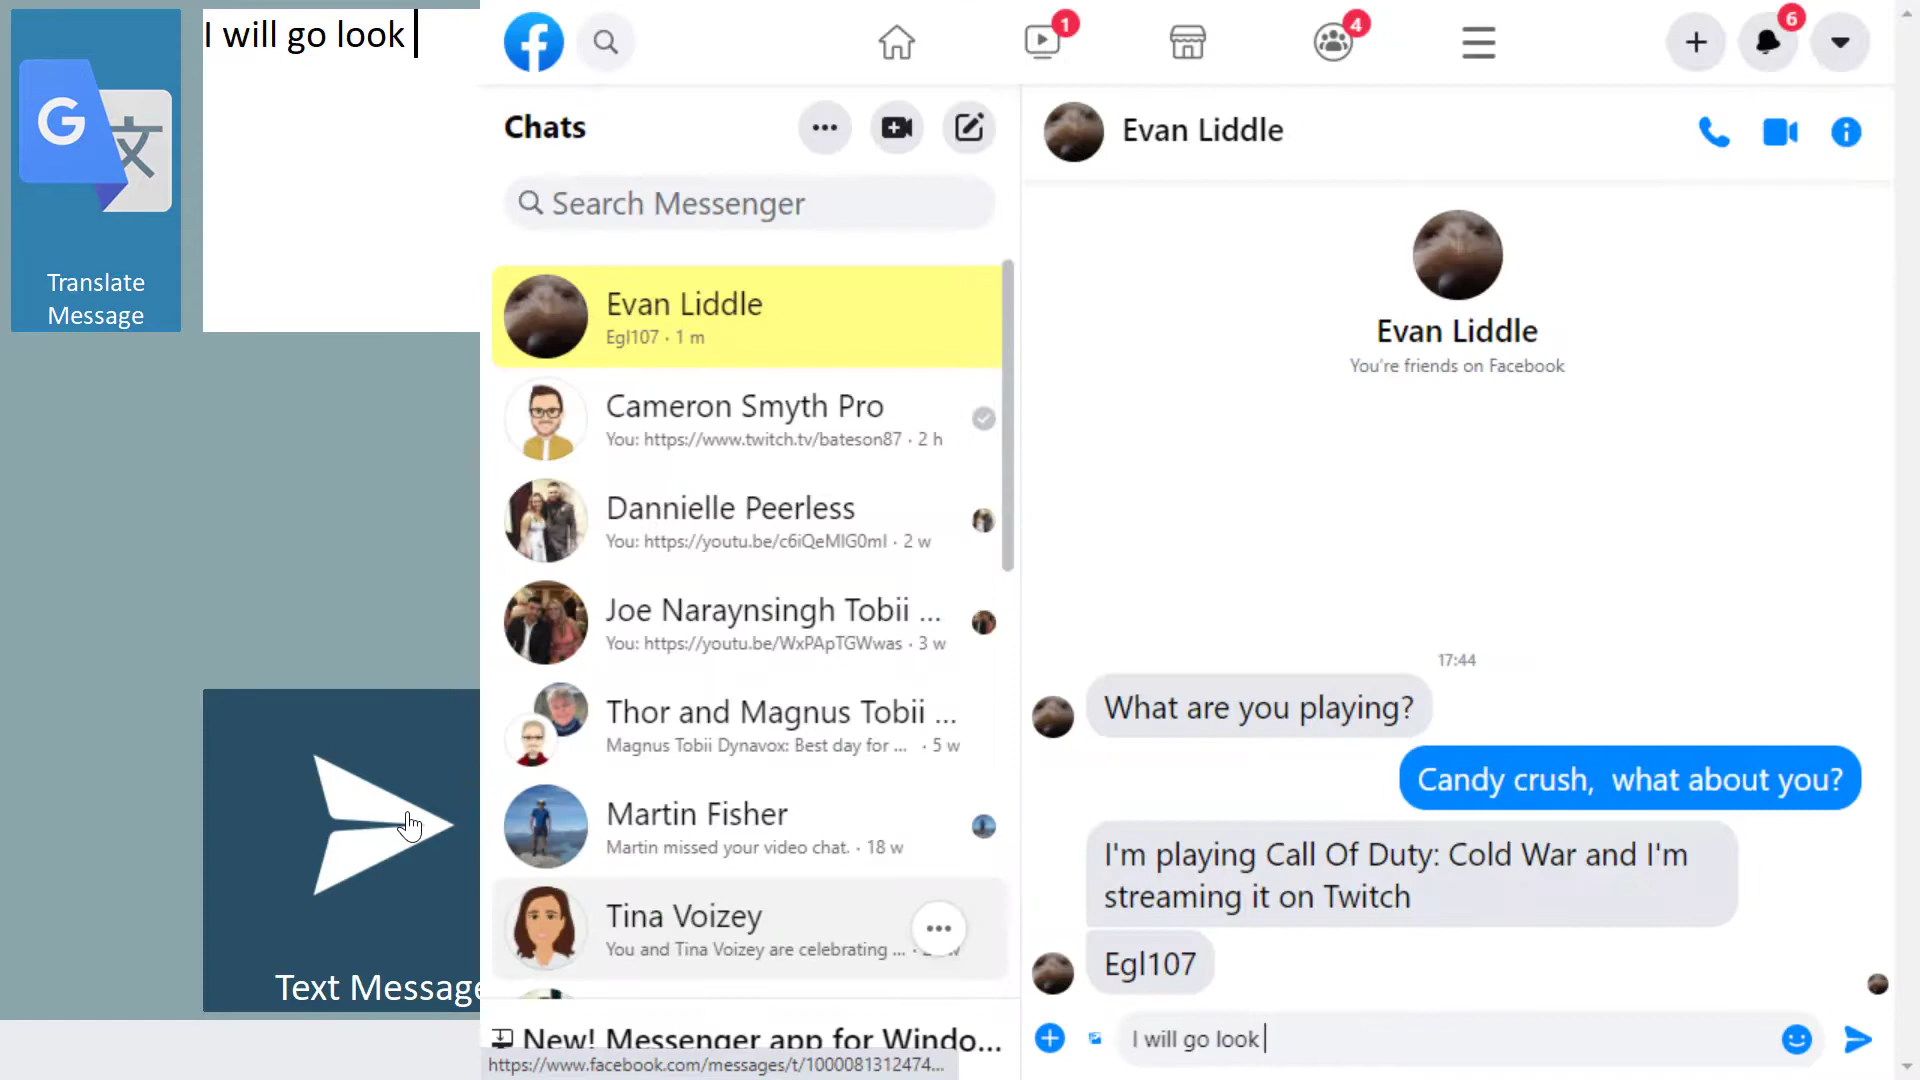 I will go look
G
文
Translate
Message
Text Message
1
4
6
Chats
Search Messenger
Evan Liddle
Egl107 · 1 m
Cameron Smyth Pro
You: https://www.twitch.tv/bateson87 · 2 h
Dannielle Peerless
You: https://youtu.be/c6iQeMlG0mI · 2 w
Joe Naraynsingh Tobii ...
You: https://youtu.be/WxPApTGWwas · 3 w
Thor and Magnus Tobii ...
Magnus Tobii Dynavox: Best day for ... · 5 w
Martin Fisher
Martin missed your video chat. · 18 w
Tina Voizey
You and Tina Voizey are celebrating ... ·
New! Messenger app for Windo...
https://www.facebook.com/messages/t/1000081312474...
Evan Liddle
Evan Liddle
You're friends on Facebook
17:44
What are you playing?
Candy crush, what about you?
I'm playing Call Of Duty: Cold War and I'm
streaming it on Twitch
Egl107
I will go look